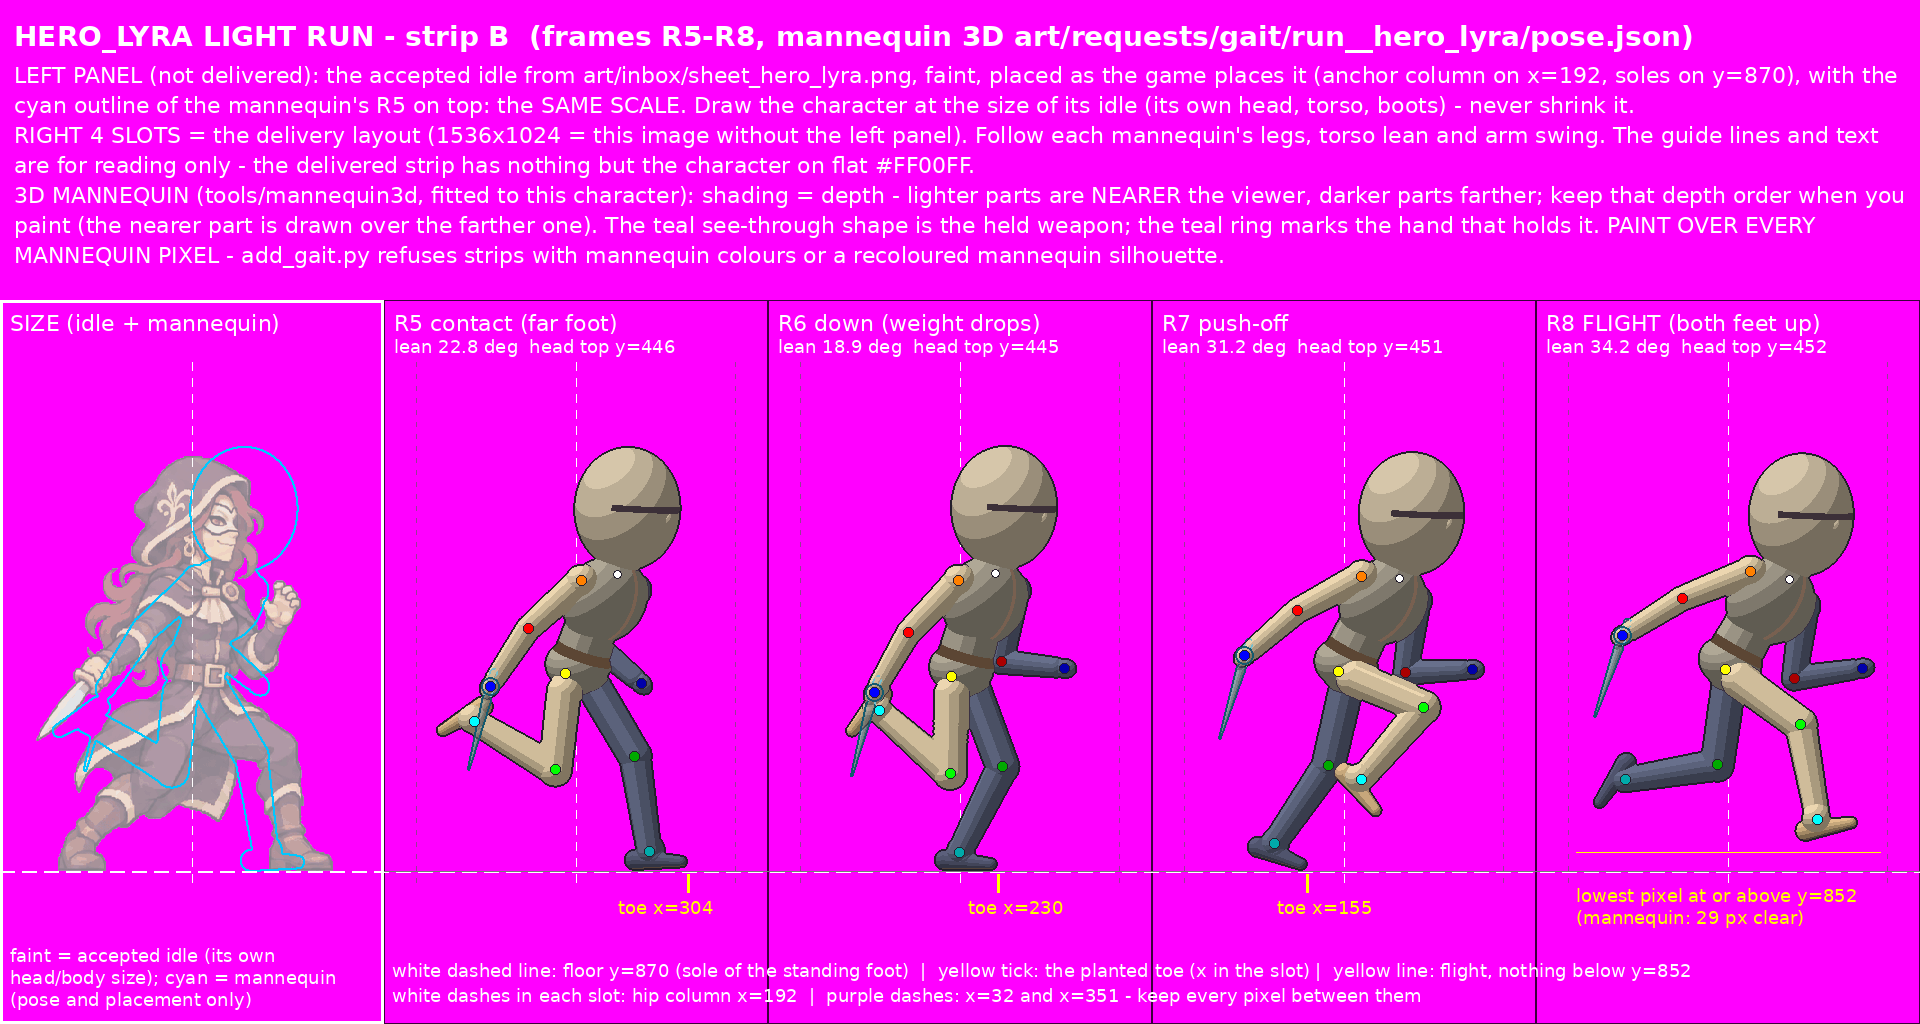 HERO_LYRA LIGHT RUN - strip B  (frames R5-R8, mannequin 3D art/requests/gait/run__hero_lyra/pose.json)
LEFT PANEL (not delivered): the accepted idle from art/inbox/sheet_hero_lyra.png, faint, placed as the game places it (anchor column on x=192, soles on y=870), with the
cyan outline of the mannequin's R5 on top: the SAME SCALE. Draw the character at the size of its idle (its own head, torso, boots) - never shrink it.
RIGHT 4 SLOTS = the delivery layout (1536x1024 = this image without the left panel). Follow each mannequin's legs, torso lean and arm swing. The guide lines and text
are for reading only - the delivered strip has nothing but the character on flat #FF00FF.
3D MANNEQUIN (tools/mannequin3d, fitted to this character): shading = depth - lighter parts are NEARER the viewer, darker parts farther; keep that depth order when you
paint (the nearer part is drawn over the farther one). The teal see-through shape is the held weapon; the teal ring marks the hand that holds it. PAINT OVER EVERY
MANNEQUIN PIXEL - add_gait.py refuses strips with mannequin colours or a recoloured mannequin silhouette.
SIZE (idle + mannequin)
R5 contact (far foot)
lean 22.8 deg  head top y=446
R6 down (weight drops)
lean 18.9 deg  head top y=445
R7 push-off
lean 31.2 deg  head top y=451
R8 FLIGHT (both feet up)
lean 34.2 deg  head top y=452
toe x=304
toe x=230
toe x=155
lowest pixel at or above y=852
(mannequin: 29 px clear)
faint = accepted idle (its own
head/body size); cyan = mannequin
(pose and placement only)
white dashed line: floor y=870 (sole of the standing foot)  |  yellow tick: the planted toe (x in the slot) |  yellow line: flight, nothing below y=852
white dashes in each slot: hip column x=192  |  purple dashes: x=32 and x=351 - keep every pixel between them